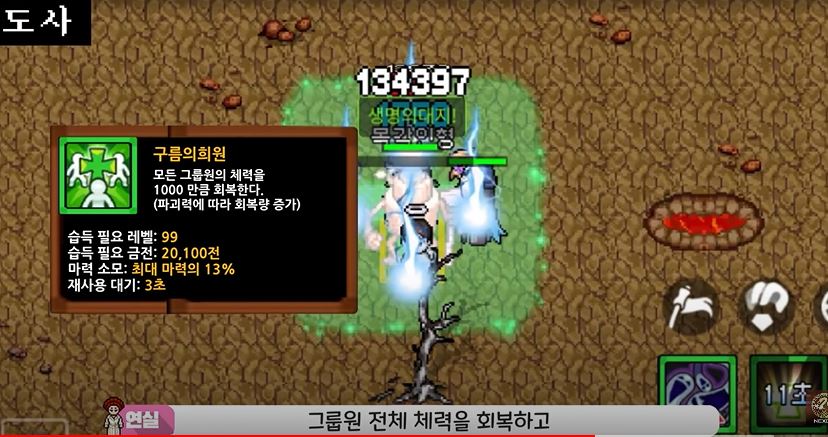 도사
134397
생명의대지!
목각인형
구름의희원
모든 그룹원의 체력을
1000 만큼 회복한다.
(파괴력에 따라 회복량 증가)
습득 필요 레벨: 99
습득 필요 금전: 20,100전
마력 소모: 최대 마력의 13%
재사용 대기: 3초
11초
연실
그룹원 전체 체력을 회복하고